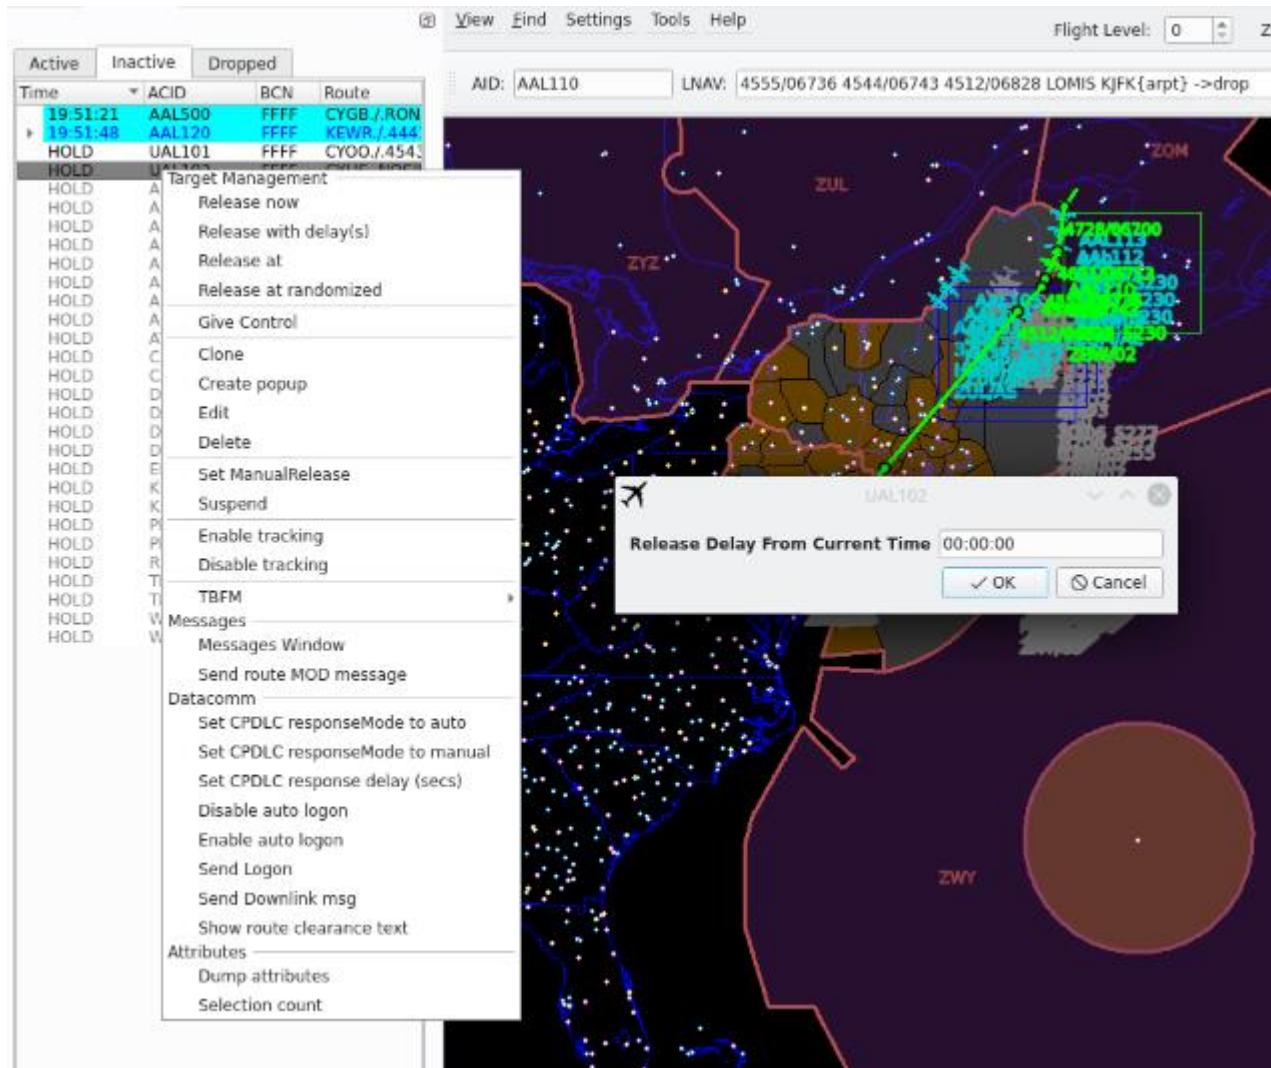 View Find Settings Tools Help
Flight Level: 0 Z
Active Inactive Dropped
AID: AAL110 LNAV: 4555/06736 4544/06743 4512/06828 LOMIS KJFK{arpt} ->drop
Time ACID BCN Route
19:51:21 AAL500 FFFF CYGB./.RON
19:51:48 AAL120 FFFF KEWR./.444
HOLD UAL101 FFFF CYOO./.454
HOLD
Target Management
HOLD A
Release now
HOLD A
Release with delay(s)
HOLD A
Release at
HOLD A
Release at randomized
HOLD A
HOLD A
Give Control
HOLD A
HOLD
Clone
HOLD C
Create popup
HOLD C
HOLD D
Edit
HOLD D
HOLD D
Delete
HOLD D
Set ManualRelease
HOLD E
HOLD K
Suspend
HOLD K
Enable tracking
HOLD P
HOLD P
Disable tracking
HOLD R
HOLD T
TBFM
HOLD T
HOLD W
Messages
HOLD W
Messages Window
Send route MOD message
Datacomm
Set CPDLC responseMode to auto
Set CPDLC responseMode to manual
Set CPDLC response delay (secs)
Disable auto logon
Enable auto logon
Send Logon
Send Downlink msg
Show route clearance text
Attributes
Dump attributes
Selection count
ZOM
ZUL
ZYZ
4728/06700
AAL113
S230
S230
S230
UAL102
Release Delay From Current Time 00:00:00
OK Cancel
ZWY